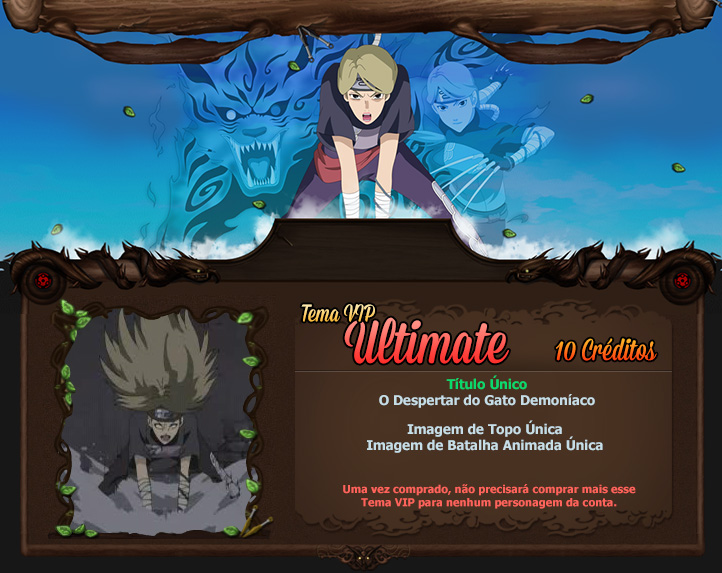 Tema VIP
Ultimate
10 Créditos
Título Único
O Despertar do Gato Demoníaco
Imagem de Topo Única
Imagem de Batalha Animada Única
Uma vez comprado, não precisará comprar mais esse
Tema VIP para nenhum personagem da conta.